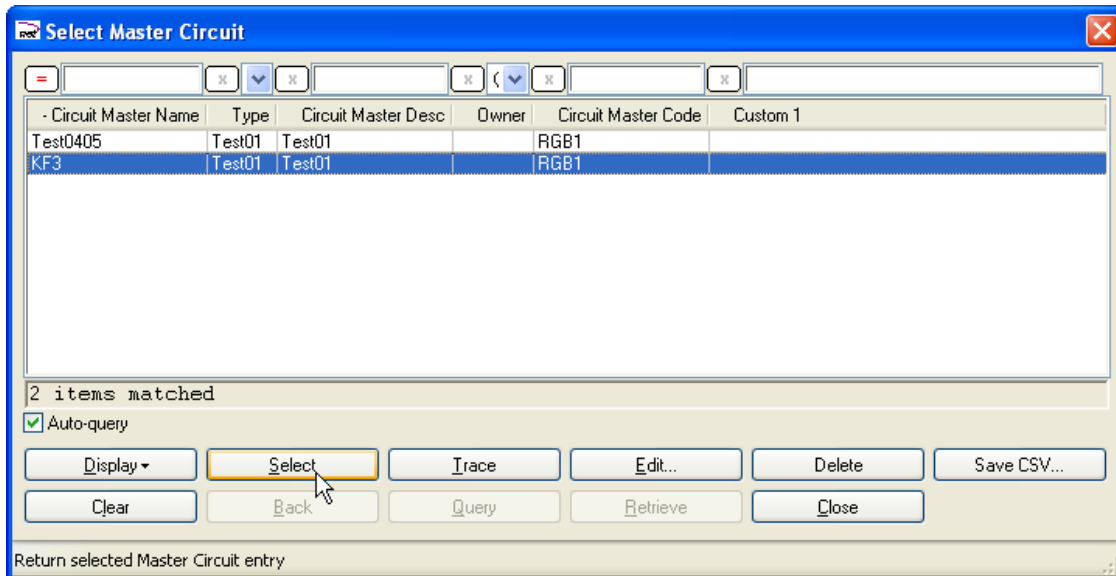 Select Master Circuit
= x x x ( x x
- Circuit Master Name Type Circuit Master Desc Owner Circuit Master Code Custom 1
Test0405 Test01 Test01 RGB1
KF3 Test01 Test01 RGB1
2 items matched
Auto-query
Display Select Trace Edit... Delete Save CSV...
Clear Back Query Retrieve Close
Return selected Master Circuit entry